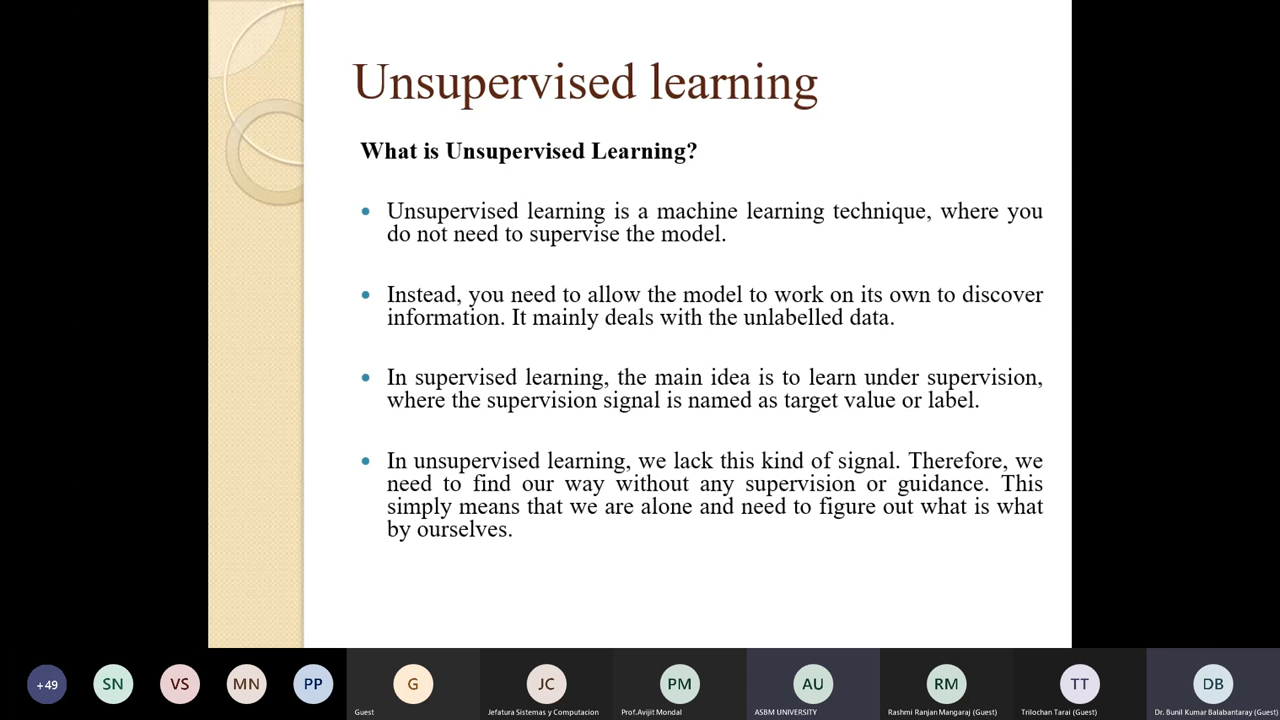 Unsupervised learning
What is Unsupervised Learning?
Unsupervised learning is a machine learning technique, where you
do not need to supervise the model.
Instead, you need to allow the model to work on its own to discover
information. It mainly deals with the unlabelled data.
In supervised learning, the main idea is to learn under supervision,
where the supervision signal is named as target value or label.
In unsupervised learning, we lack this kind of signal. Therefore, we
need to find our way without any supervision or guidance. This
simply means that we are alone and need to figure out what is what
by ourselves.
+49 SN VS MN PP G JC PM AU RM TT DB
Guest Jefatura Sistemas y Computacion Prof.Avijit Mondal ASBM UNIVERSITY Rashmi Ranjan Mangaraj (Guest) Trilochan Tarai (Guest) Dr. Bunil Kumar Balabantaray (Guest)